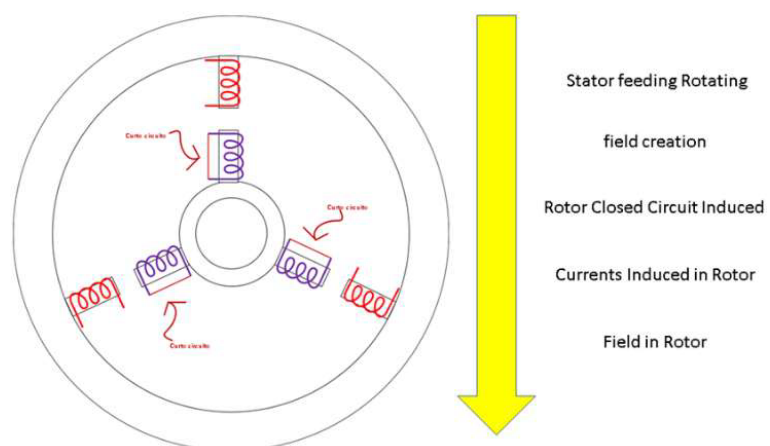 Curto circuito
Curto circuito
Curto circuito
Stator feeding Rotating
field creation
Rotor Closed Circuit Induced
Currents Induced in Rotor
Field in Rotor